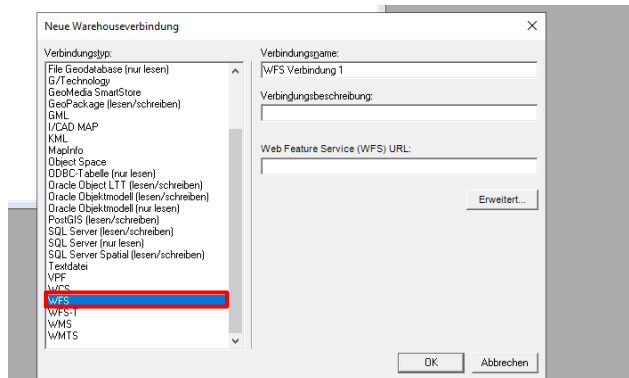 Neue Warehouseverbindung
Verbindungstyp:
File Geodatabase (nur lesen)
G/Technology
GeoMedia SmartStore
GeoPackage (lesen/schreiben)
GML
I/CAD MAP
KML
MapInfo
Object Space
ODBC-Tabelle (nur lesen)
Oracle Object LTT (lesen/schreiben)
Oracle Objektmodell (lesen/schreiben)
Oracle Objektmodell (nur lesen)
PostGIS (lesen/schreiben)
SQL Server (lesen/schreiben)
SQL Server (nur lesen)
SQL Server Spatial (lesen/schreiben)
Textdatei
VPF
WCS
WFS
WFS-T
WMS
WMTS
Verbindungsname:
WFS Verbindung 1
Verbindungsbeschreibung:
Web Feature Service (WFS) URL:
Erweitert...
OK
Abbrechen